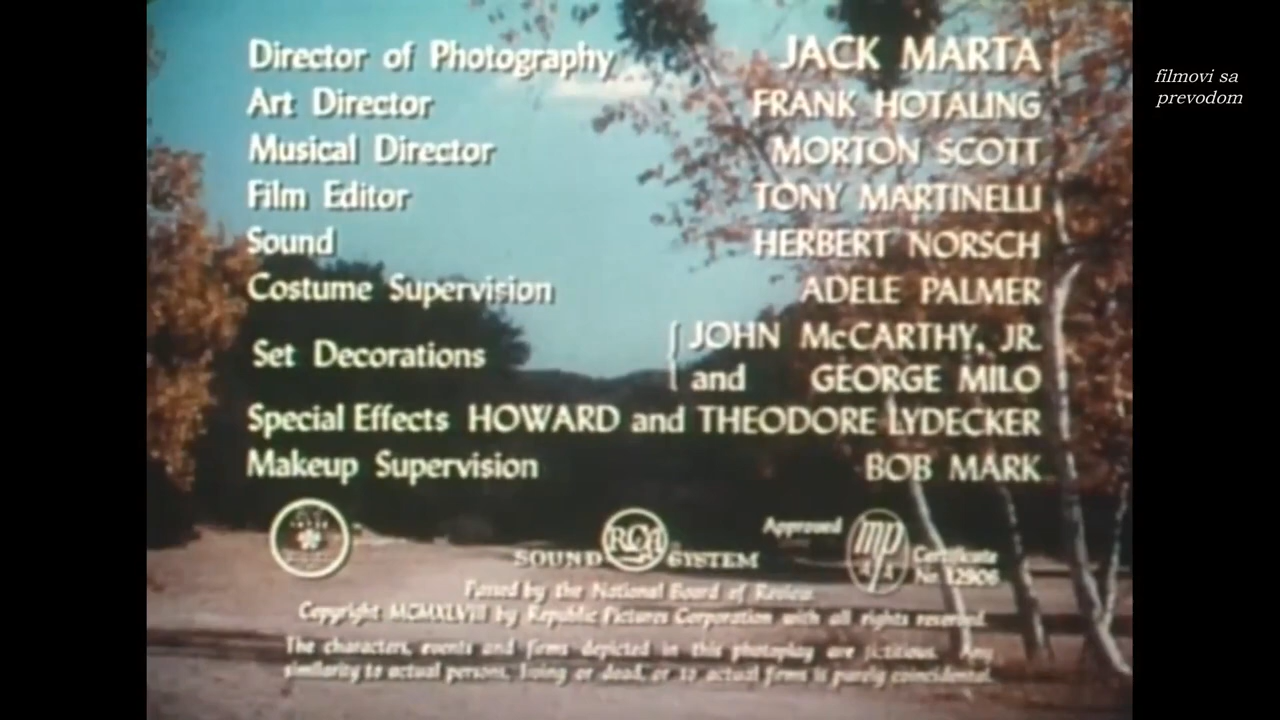 Director of Photography JACK MARTA
Art Director FRANK HOTALING
Musical Director MORTON SCOTT
Film Editor TONY MARTINELLI
Sound HERBERT NORSCH
Costume Supervision ADELE PALMER
Set Decorations JOHN McCARTHY, JR.
and GEORGE MILO
Special Effects HOWARD and THEODORE LYDECKER
Makeup Supervision BOB MARK
SOUND RCA SYSTEM
Approved mp
Certificate
No. 12906
Passed by the National Board of Review
Copyright MCMXLVIII by Republic Pictures Corporation with all rights reserved.
The characters, events and firms depicted in this photoplay are fictitious. Any
similarity to actual persons, living or dead, or to actual firms is purely coincidental.
filmovi sa
prevodom